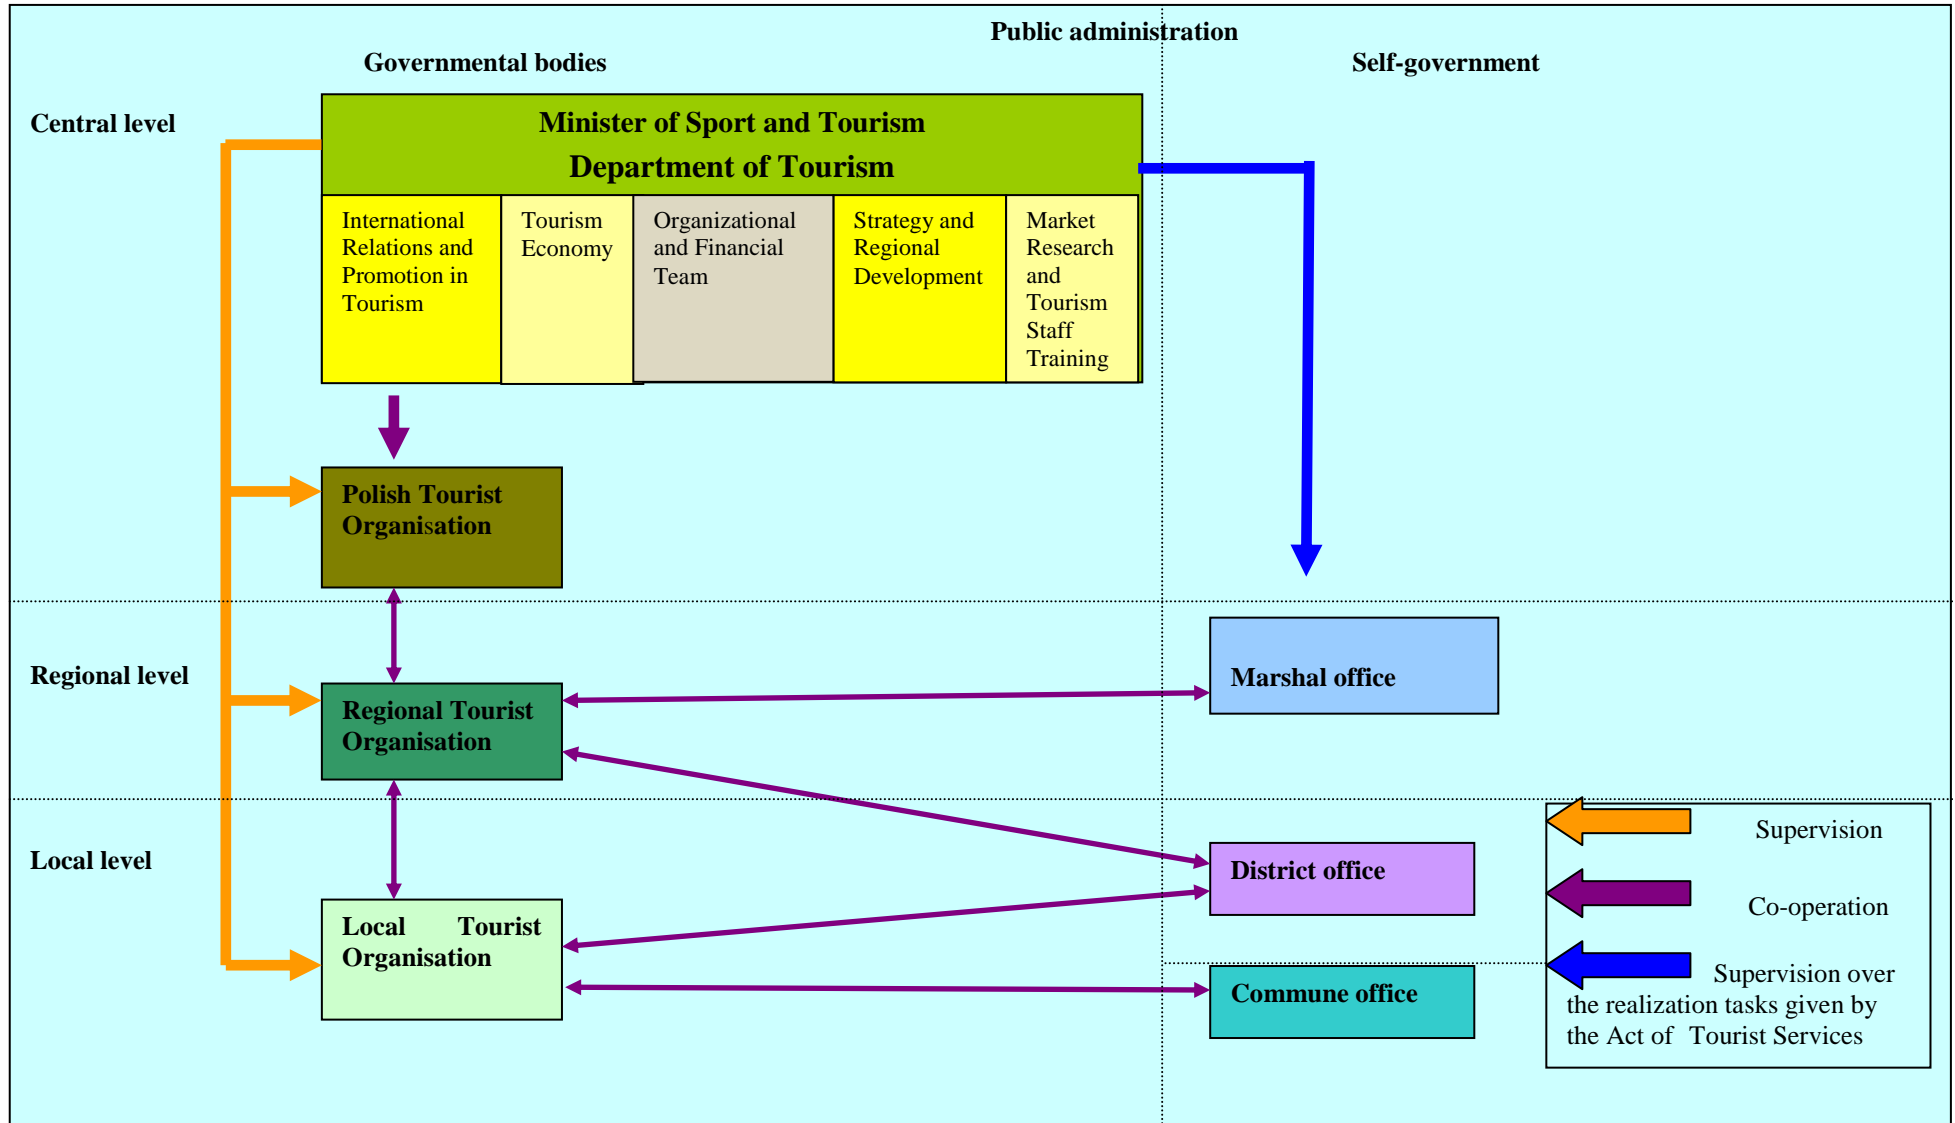 Public administration
Governmental bodies
Self-government
Central level
Minister of Sport and Tourism
Department of Tourism
International
Relations and
Promotion in
Tourism
Tourism
Economy
Organizational
and Financial
Team
Strategy and
Regional
Development
Market
Research
and
Tourism
Staff
Training
Polish Tourist
Organisation
Regional level
Regional Tourist
Organisation
Marshal office
Local level
Local Tourist
Organisation
District office
Commune office
Supervision
Co-operation
Supervision over
the realization tasks given by
the Act of Tourist Services